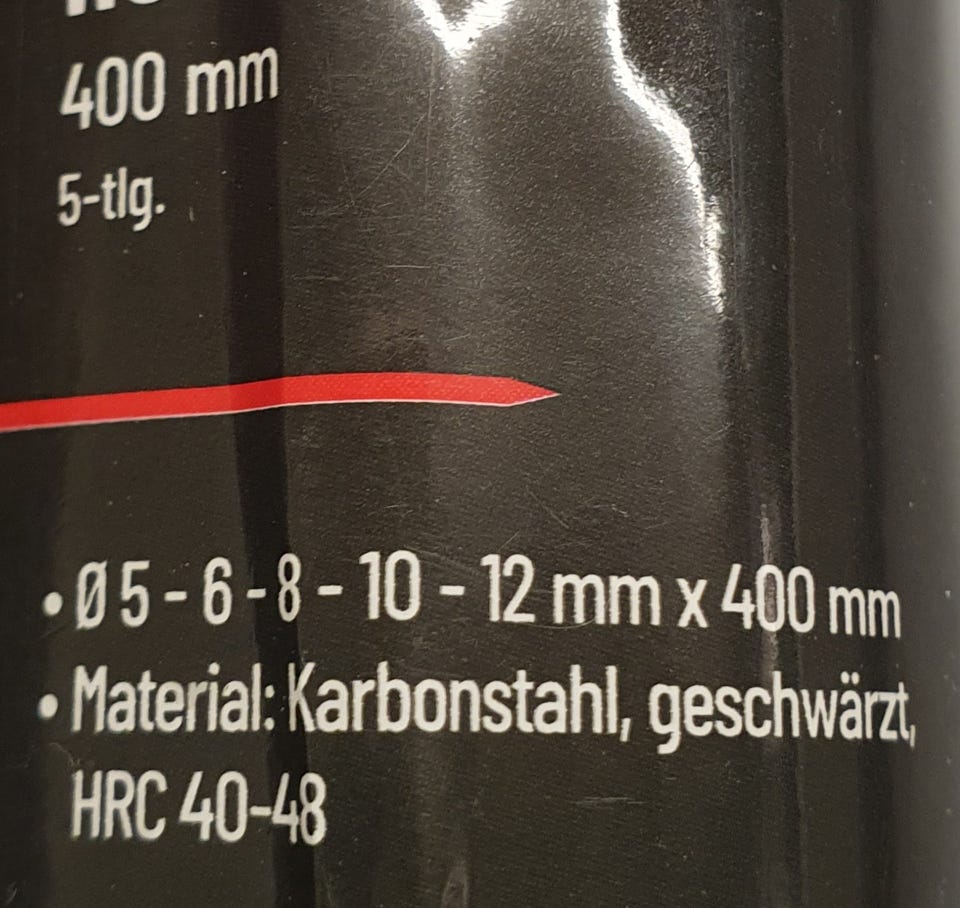 400 mm
5-tlg.
• Ø 5 - 6 - 8 - 10 - 12 mm x 400 mm
• Material: Karbonstahl, geschwärzt,
HRC 40-48